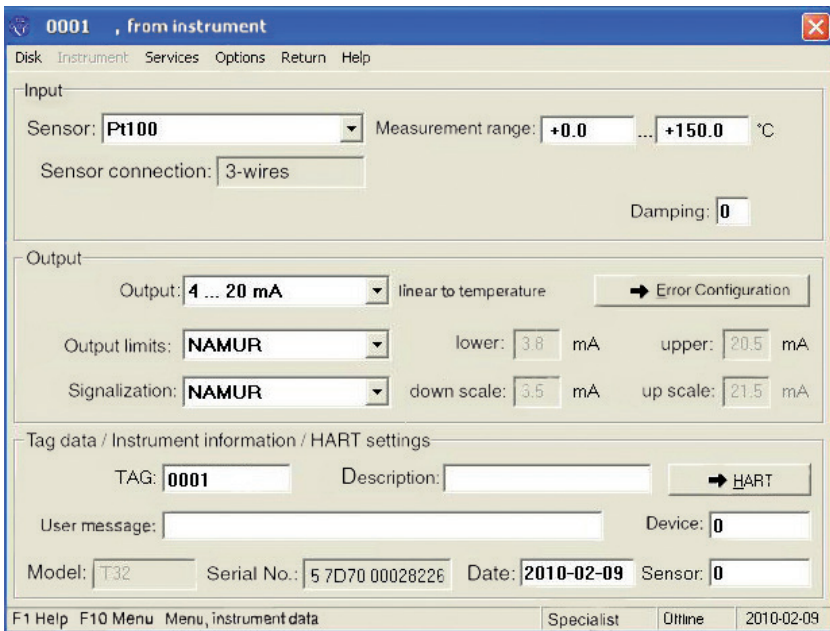 0001 , from instrument
Disk Instrument Services Options Return Help
Input
Sensor: Pt100 Measurement range: +0.0 ... +150.0 °C
Sensor connection: 3-wires
Damping: 0
Output
Output: 4 ... 20 mA linear to temperature Error Configuration
Output limits: NAMUR lower: 3.8 mA upper: 20.5 mA
Signalization: NAMUR down scale: 3.5 mA up scale: 21.5 mA
Tag data / Instrument information / HART settings
TAG: 0001 Description: HART
User message: Device: 0
Model: T32 Serial No.: 5 7D70 00028226 Date: 2010-02-09 Sensor: 0
F1 Help F10 Menu Menu, instrument data Specialist Offline 2010-02-09